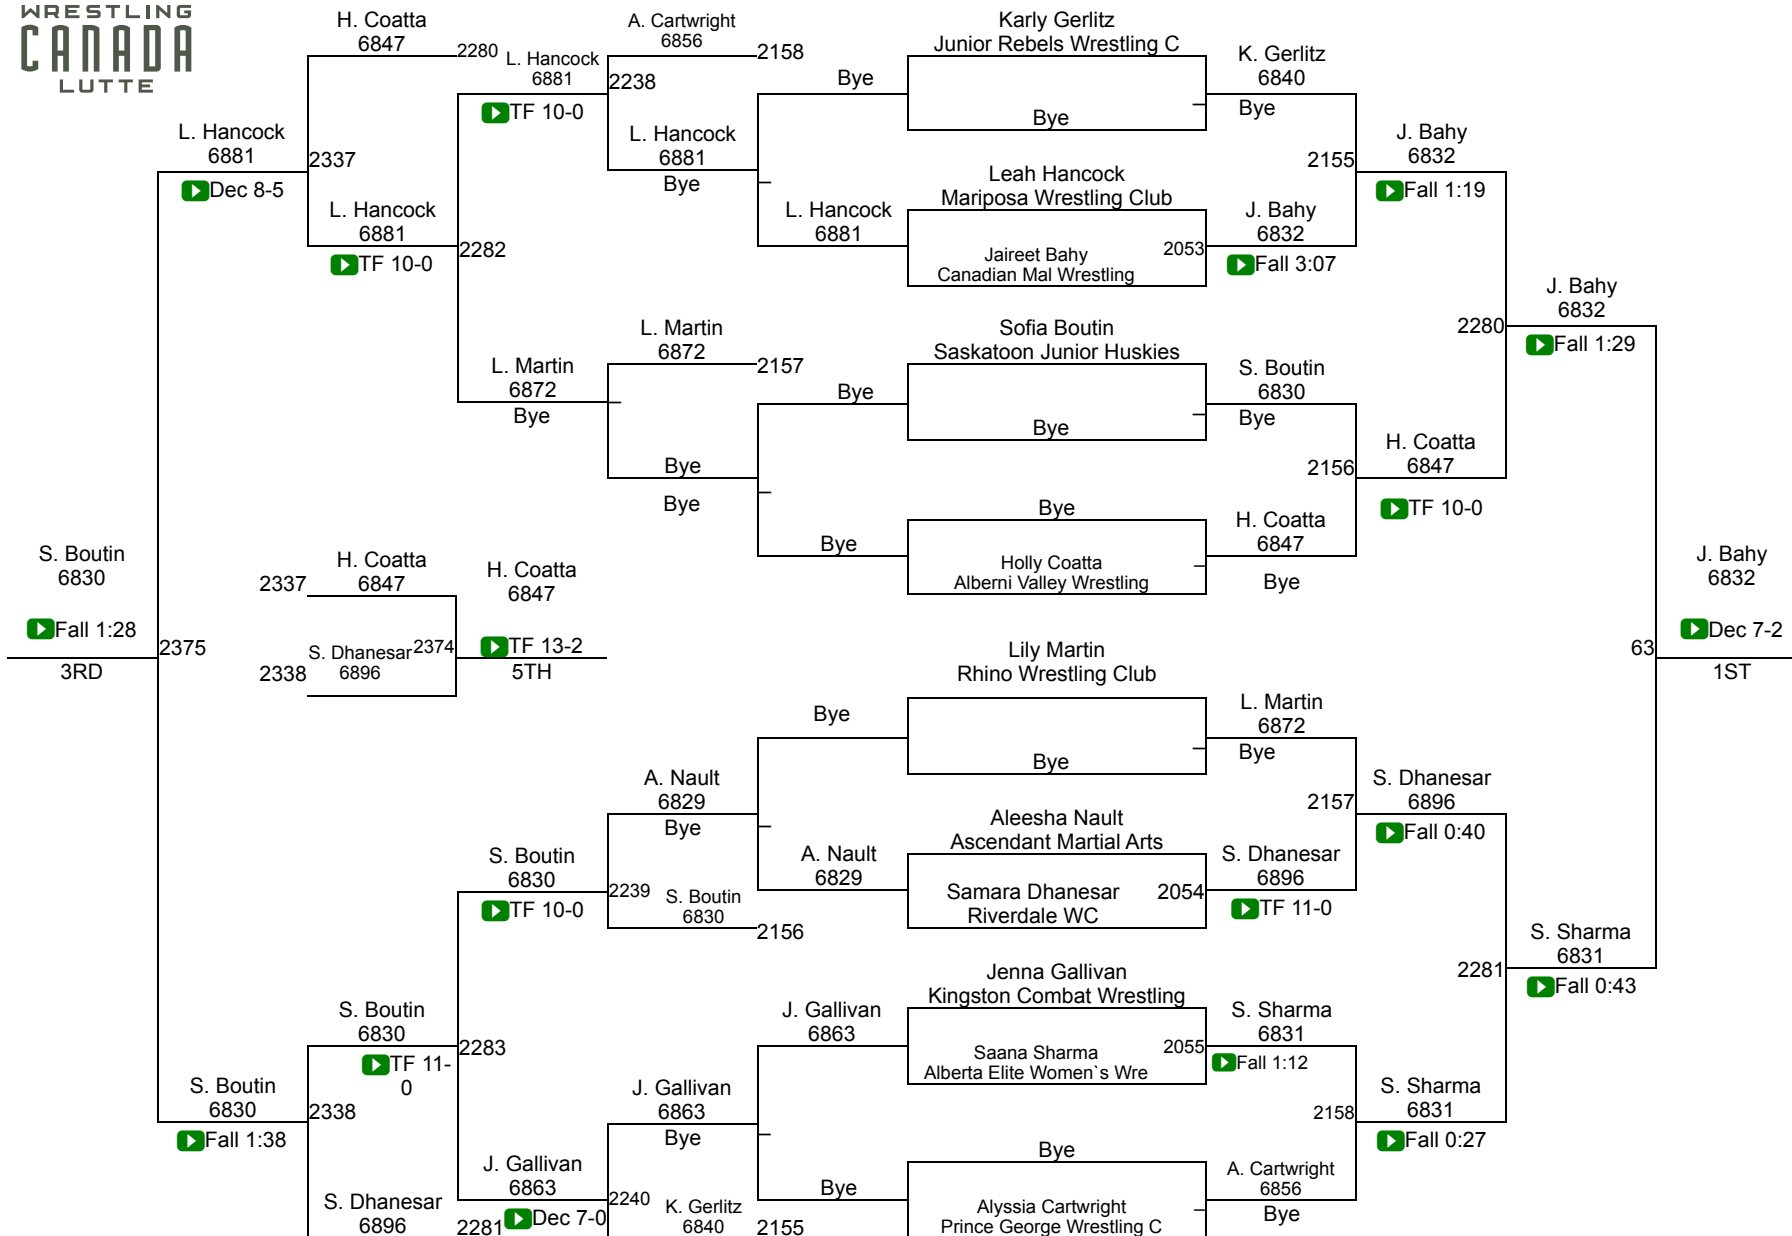 WRESTLING
CANADA
LUTTE
H. Coatta
6847
2280
L. Hancock
6881
TF 10-0
A. Cartwright
6856
2158
2238
Bye
Karly Gerlitz
Junior Rebels Wrestling C
Bye
K. Gerlitz
6840
Bye
L. Hancock
6881
Dec 8-5
2337
L. Hancock
6881
Bye
2155
J. Bahy
6832
Fall 1:19
L. Hancock
6881
TF 10-0
2282
L. Hancock
6881
Leah Hancock
Mariposa Wrestling Club
Jaireet Bahy
Canadian Mal Wrestling
2053
J. Bahy
6832
Fall 3:07
J. Bahy
6832
2280
Fall 1:29
L. Martin
6872
2157
L. Martin
6872
Bye
Bye
Sofia Boutin
Saskatoon Junior Huskies
Bye
S. Boutin
6830
Bye
Bye
Bye
2156
H. Coatta
6847
TF 10-0
Bye
Bye
Holly Coatta
Alberni Valley Wrestling
H. Coatta
6847
Bye
S. Boutin
6830
Fall 1:28
2375
3RD
2337
H. Coatta
6847
S. Dhanesar
6896
2374
2338
H. Coatta
6847
TF 13-2
5TH
J. Bahy
6832
Dec 7-2
63
1ST
Bye
Lily Martin
Rhino Wrestling Club
Bye
L. Martin
6872
Bye
A. Nault
6829
Bye
2157
S. Dhanesar
6896
Fall 0:40
S. Boutin
6830
TF 10-0
2239
S. Boutin
6830
2156
A. Nault
6829
Aleesha Nault
Ascendant Martial Arts
Samara Dhanesar
Riverdale WC
2054
S. Dhanesar
6896
TF 11-0
S. Sharma
6831
2281
Fall 0:43
S. Boutin
6830
TF 11-
0
2283
J. Gallivan
6863
Jenna Gallivan
Kingston Combat Wrestling
Saana Sharma
Alberta Elite Women`s Wre
2055
S. Sharma
6831
Fall 1:12
S. Boutin
6830
Fall 1:38
2338
J. Gallivan
6863
Bye
2158
S. Sharma
6831
Fall 0:27
S. Dhanesar
6896
2281
J. Gallivan
6863
Dec 7-0
2240
K. Gerlitz
6840
2155
Bye
Bye
Alyssia Cartwright
Prince George Wrestling C
A. Cartwright
6856
Bye